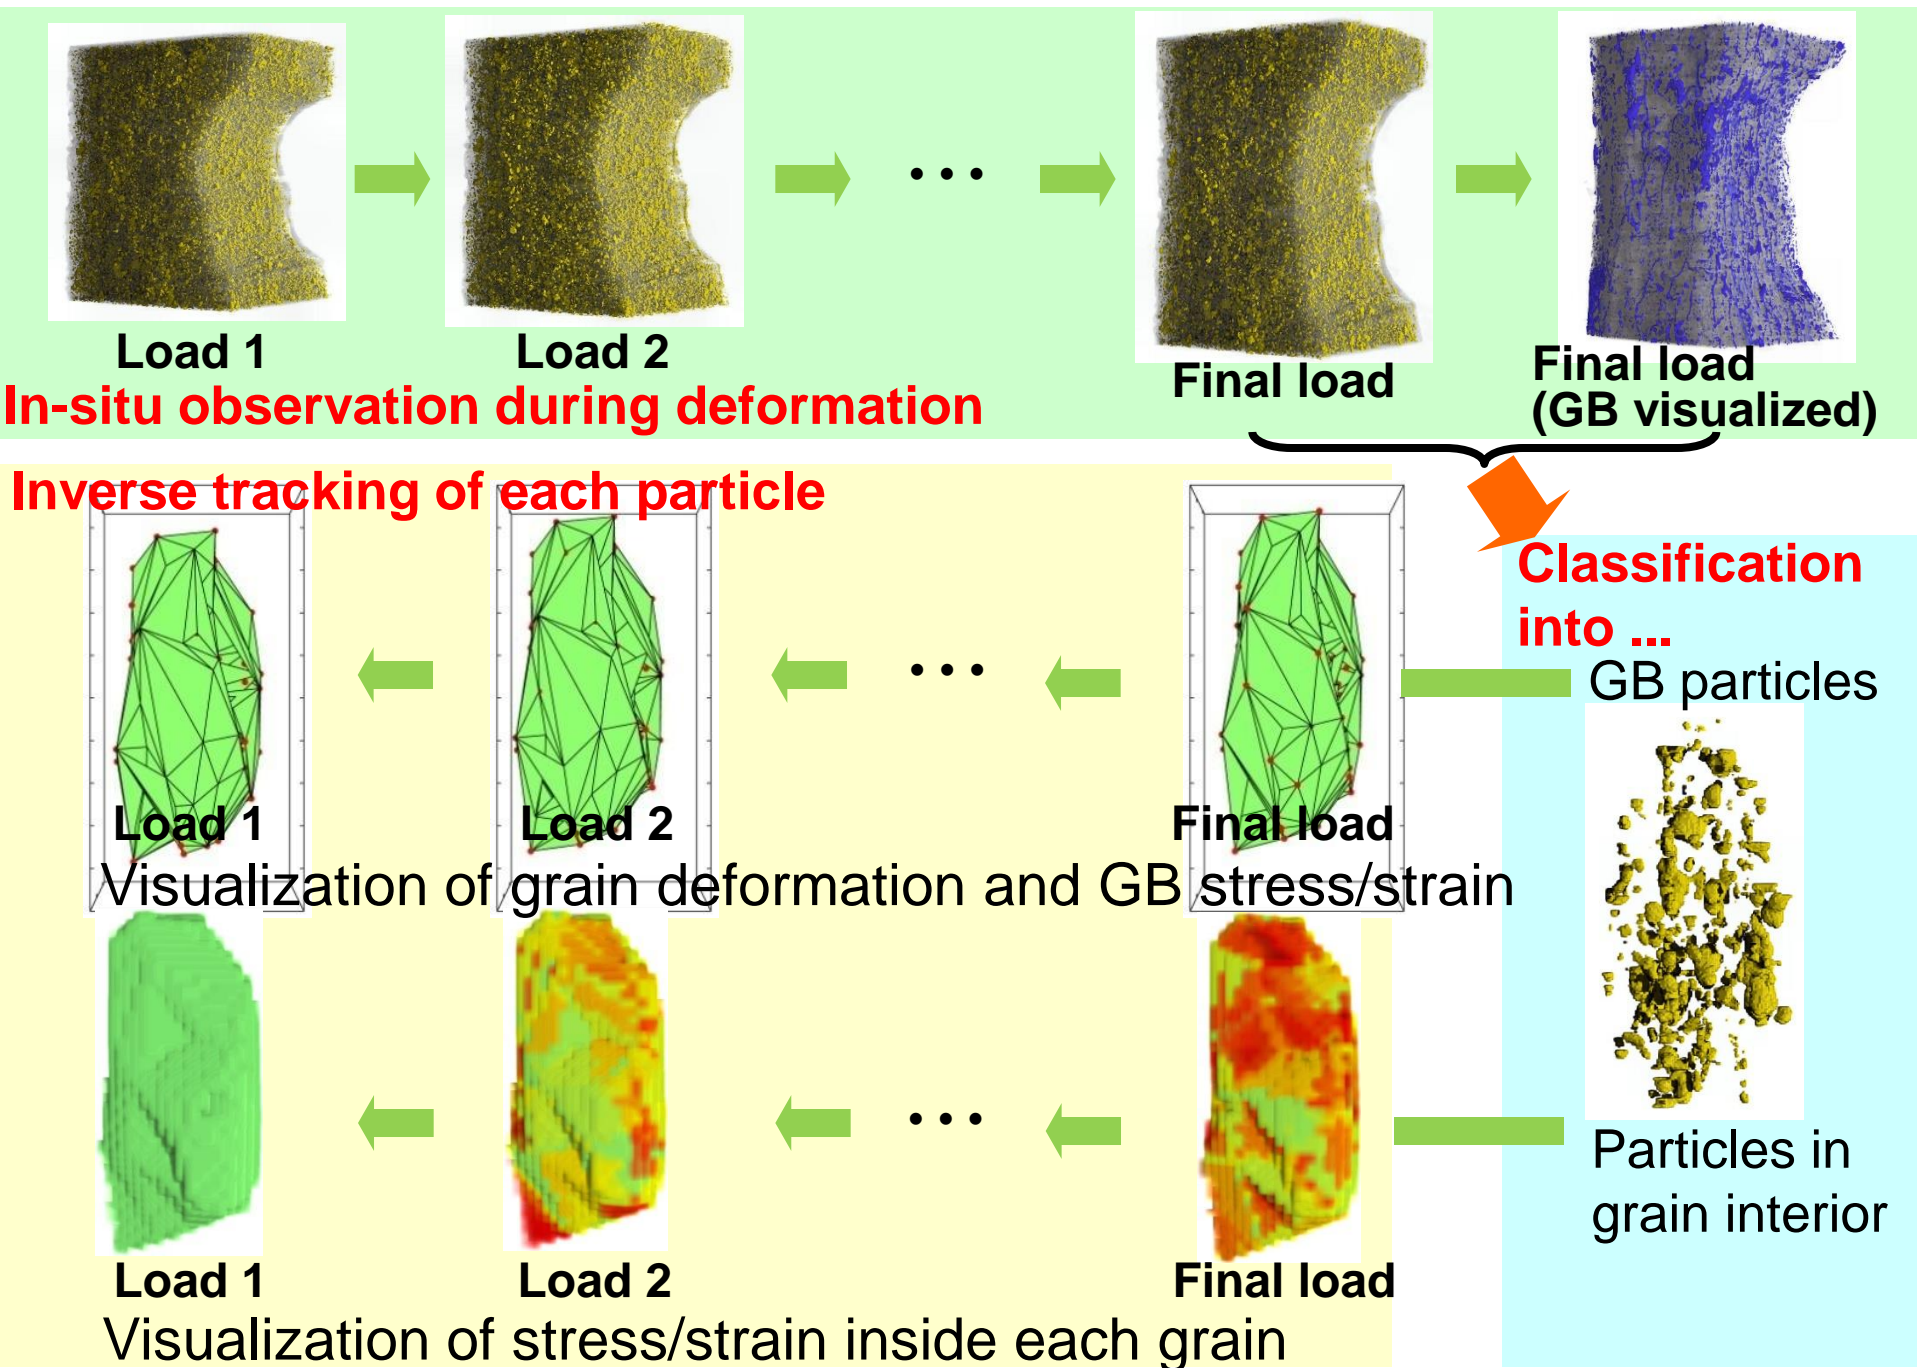 Load 1
Load 2
Final load
Final load
(GB visualized)
In-situ observation during deformation
Inverse tracking of each particle
Classification
into ...
GB particles
Load 1
Load 2
Final load
Visualization of grain deformation and GB stress/strain
Particles in
grain interior
Load 1
Load 2
Final load
Visualization of stress/strain inside each grain